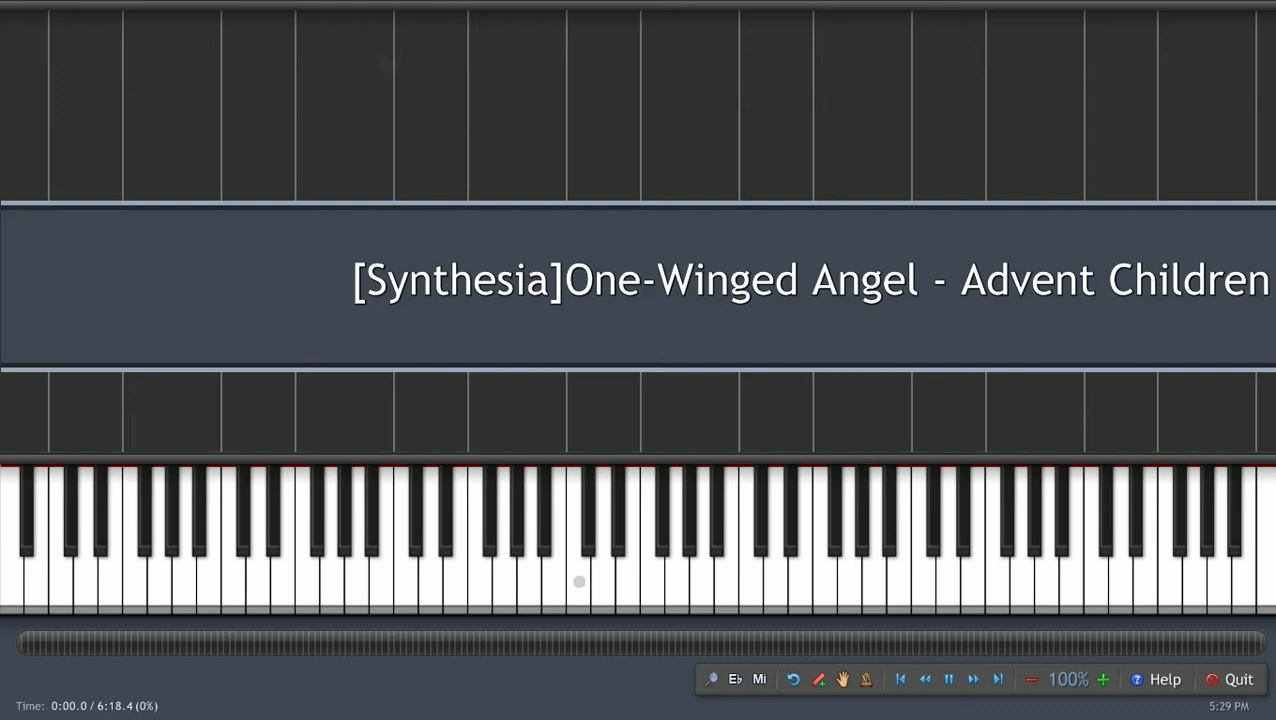 [Synthesia]One-Winged Angel - Advent Children
E♭ Mi 100% Help Quit
Time: 0:00.0 / 6:18.4 (0%) 5:29 PM